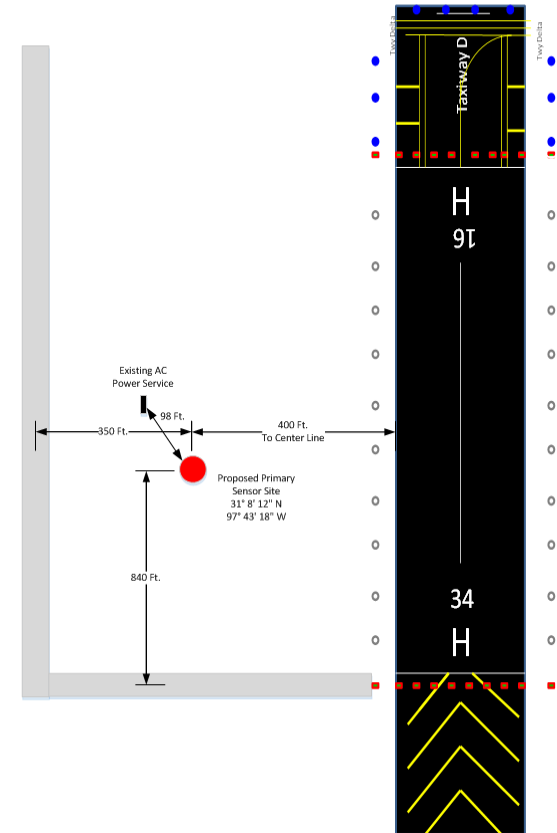 Twy Delta
Taxiway D
Twy Delta
H
16
Existing AC
Power Service
98 Ft.
350 Ft.
400 Ft.
To Center Line
Proposed Primary
Sensor Site
31° 8' 12" N
97° 43' 18" W
840 Ft.
34
H